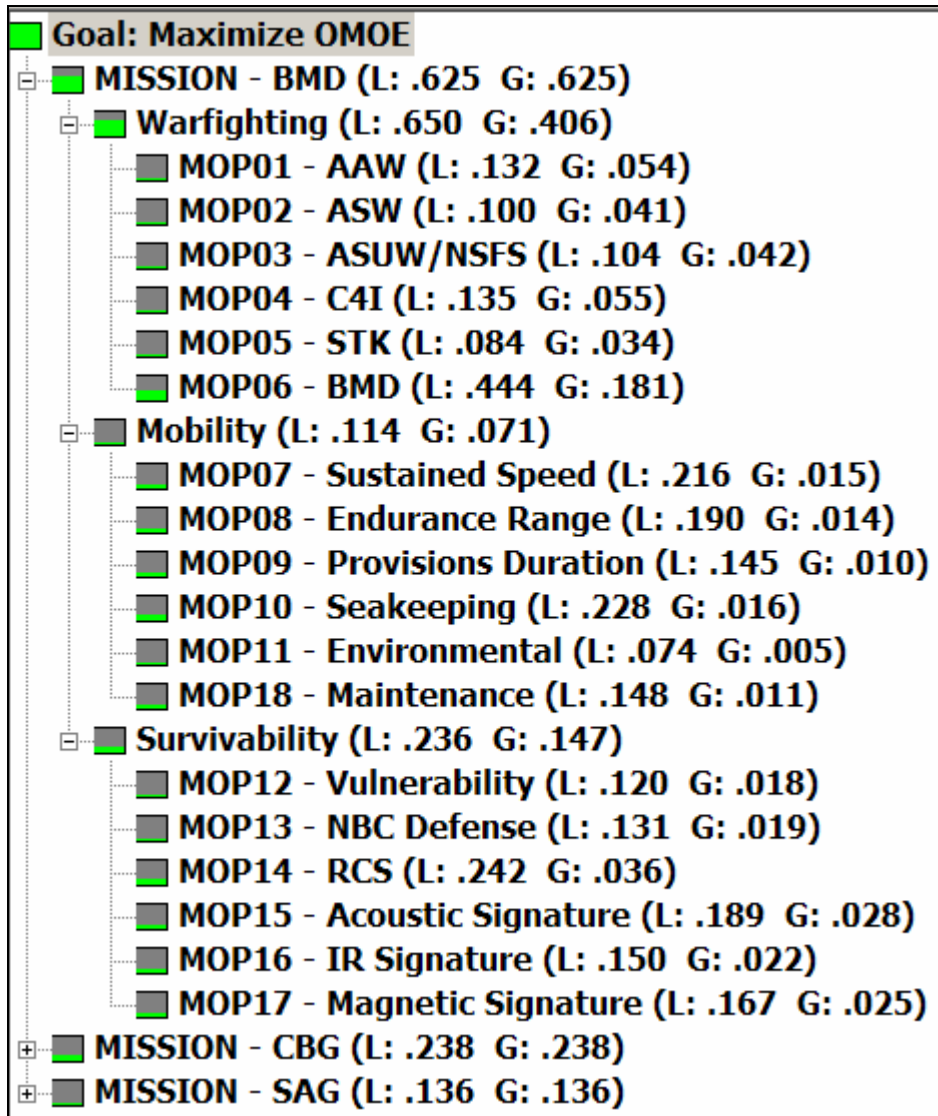 Goal: Maximize OMOE
MISSION - BMD (L: .625 G: .625)
Warfighting (L: .650 G: .406)
MOP01 - AAW (L: .132 G: .054)
MOP02 - ASW (L: .100 G: .041)
MOP03 - ASUW/NSFS (L: .104 G: .042)
MOP04 - C4I (L: .135 G: .055)
MOP05 - STK (L: .084 G: .034)
MOP06 - BMD (L: .444 G: .181)
Mobility (L: .114 G: .071)
MOP07 - Sustained Speed (L: .216 G: .015)
MOP08 - Endurance Range (L: .190 G: .014)
MOP09 - Provisions Duration (L: .145 G: .010)
MOP10 - Seakeeping (L: .228 G: .016)
MOP11 - Environmental (L: .074 G: .005)
MOP18 - Maintenance (L: .148 G: .011)
Survivability (L: .236 G: .147)
MOP12 - Vulnerability (L: .120 G: .018)
MOP13 - NBC Defense (L: .131 G: .019)
MOP14 - RCS (L: .242 G: .036)
MOP15 - Acoustic Signature (L: .189 G: .028)
MOP16 - IR Signature (L: .150 G: .022)
MOP17 - Magnetic Signature (L: .167 G: .025)
MISSION - CBG (L: .238 G: .238)
MISSION - SAG (L: .136 G: .136)